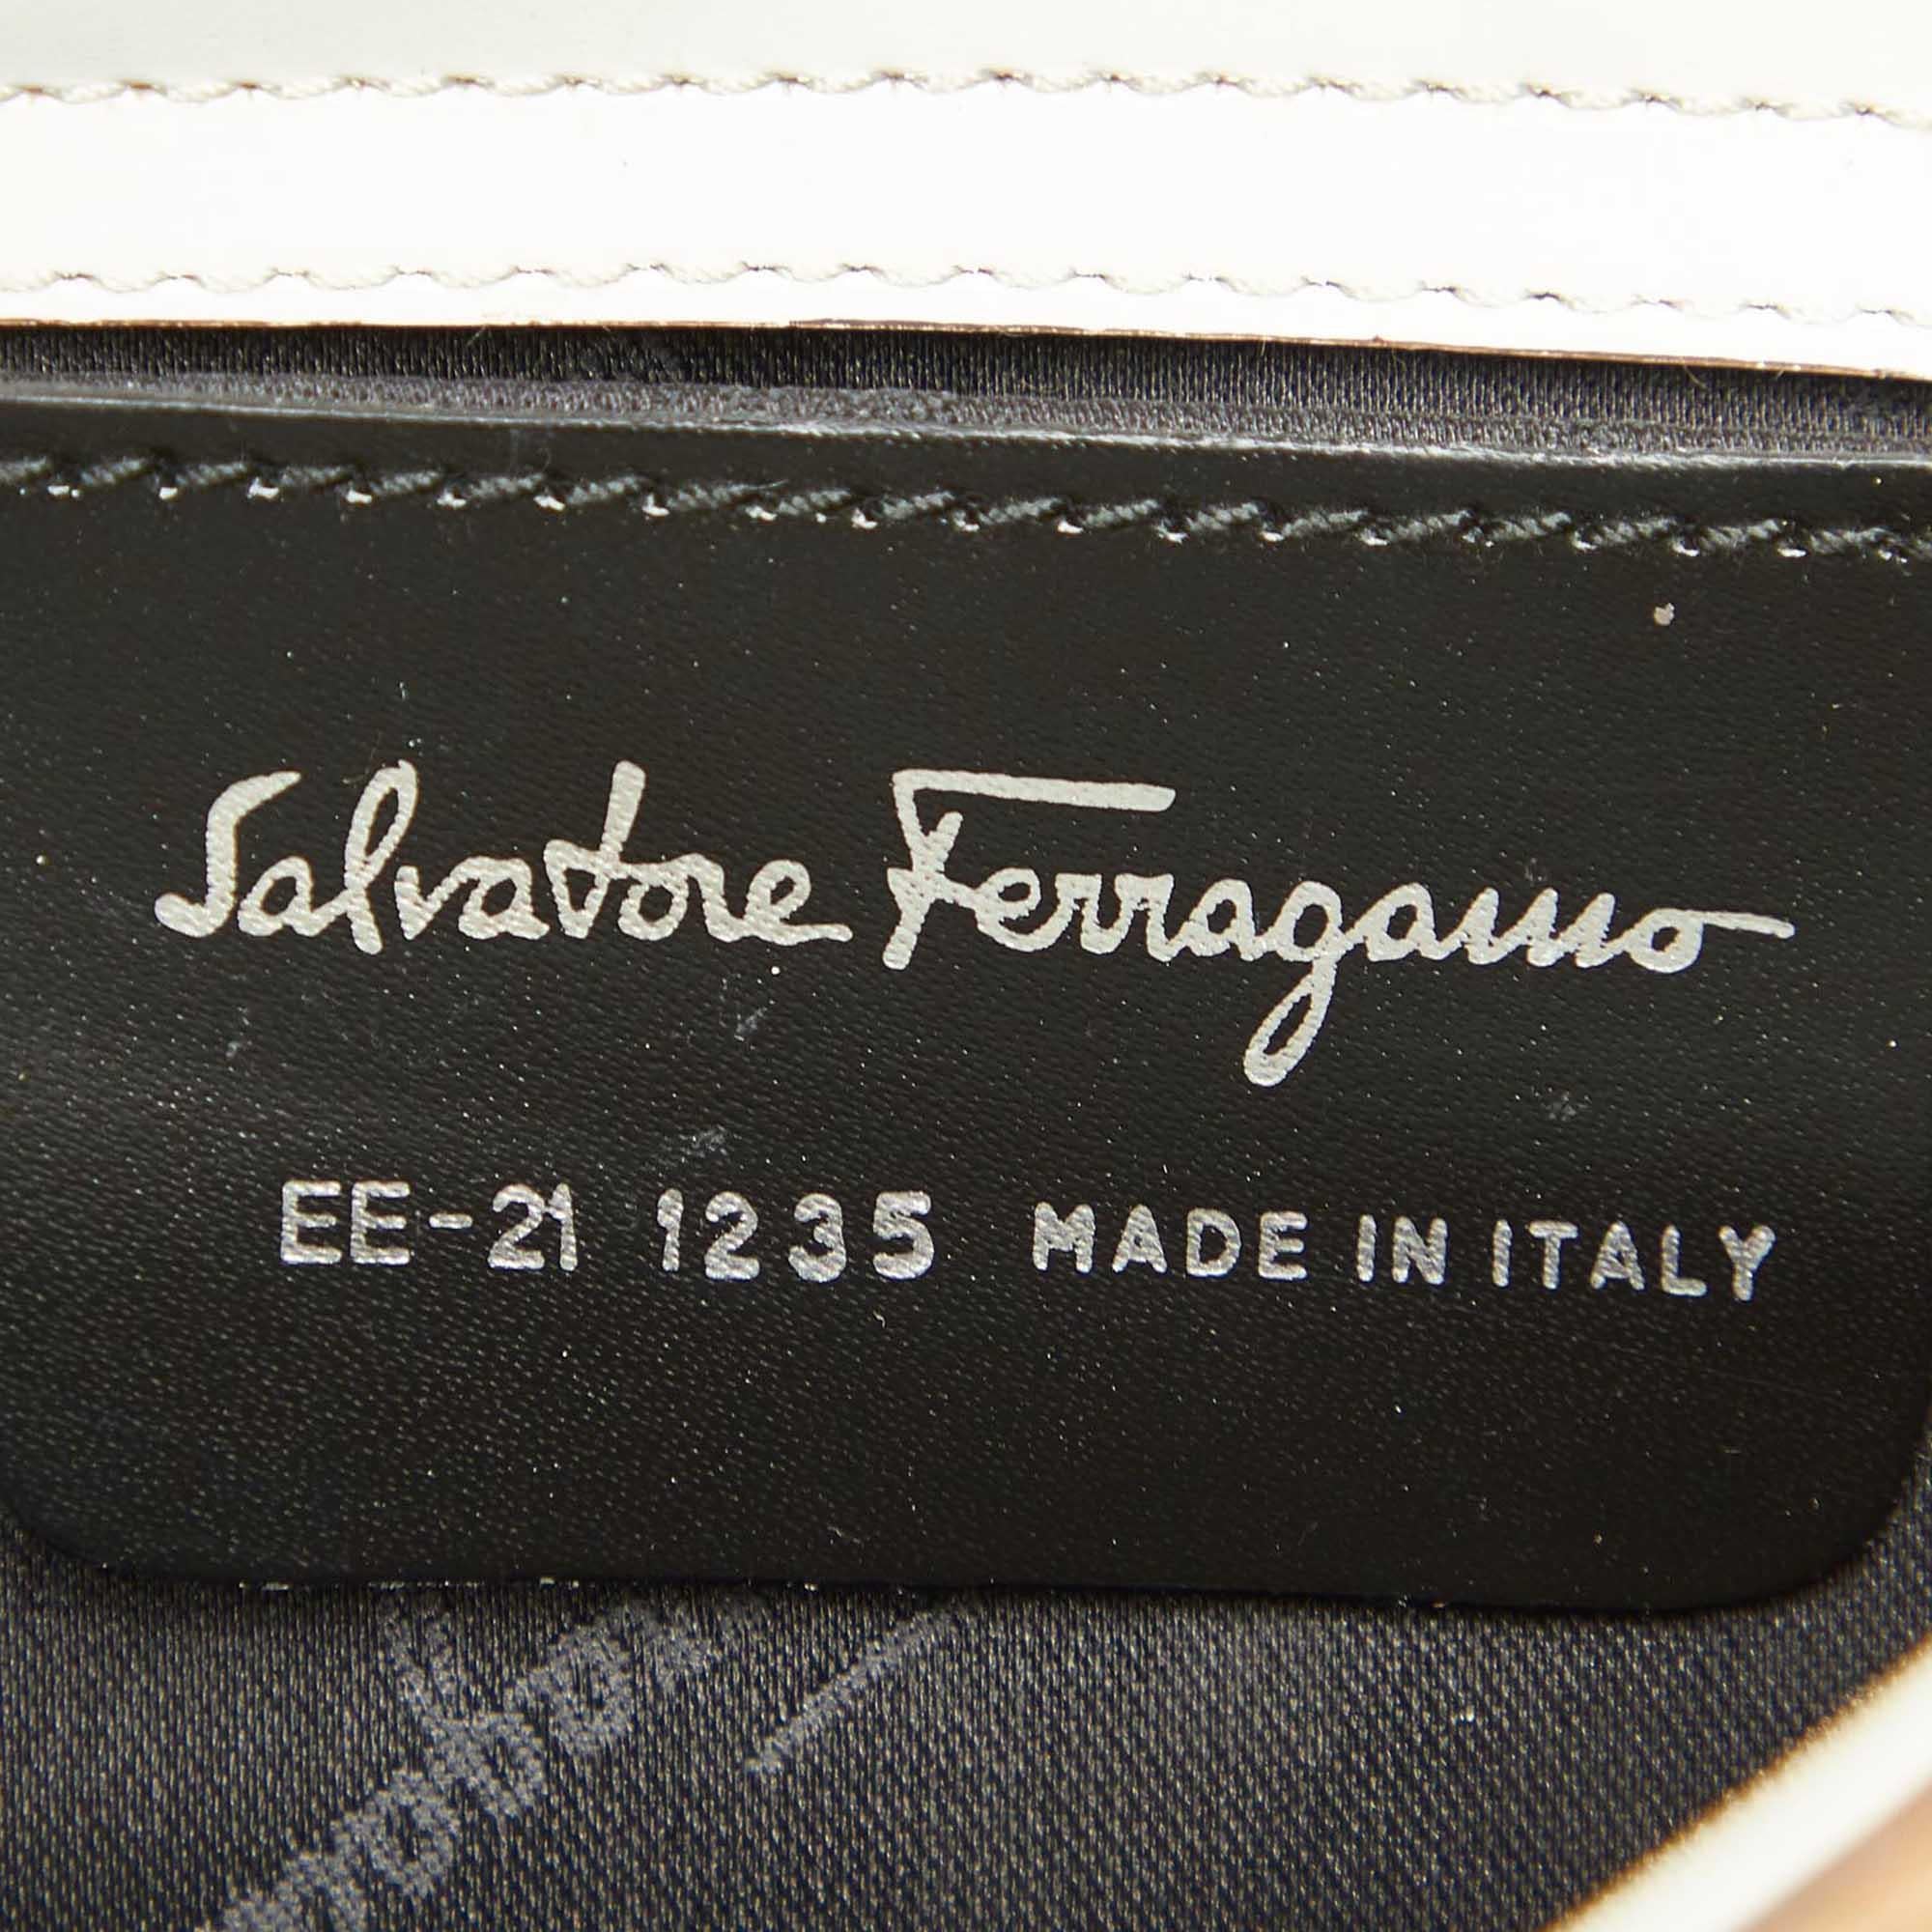 Salvatore Ferragamo
EE-21 1235 MADE IN ITALY